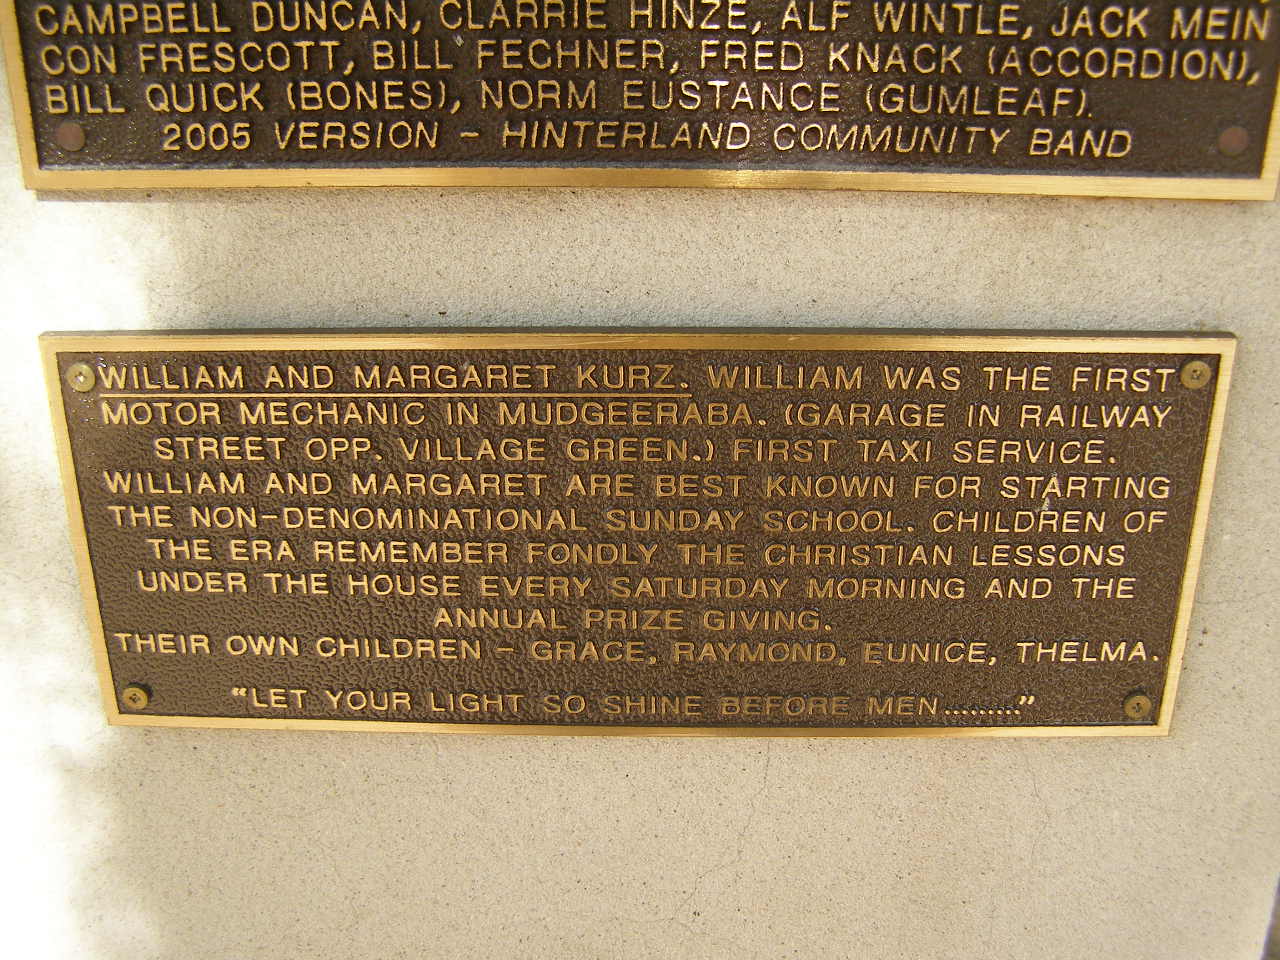 CAMPBELL DUNCAN, CLARRIE HINZE, ALF WINTLE, JACK MEIN
CON FRESCOTT, BILL FECHNER, FRED KNACK (ACCORDION),
BILL QUICK (BONES), NORM EUSTANCE (GUMLEAF).
2005 VERSION - HINTERLAND COMMUNITY BAND
WILLIAM AND MARGARET KURZ. WILLIAM WAS THE FIRST
MOTOR MECHANIC IN MUDGEERABA. (GARAGE IN RAILWAY
STREET OPP. VILLAGE GREEN.) FIRST TAXI SERVICE.
WILLIAM AND MARGARET ARE BEST KNOWN FOR STARTING
THE NON-DENOMINATIONAL SUNDAY SCHOOL. CHILDREN OF
THE ERA REMEMBER FONDLY THE CHRISTIAN LESSONS
UNDER THE HOUSE EVERY SATURDAY MORNING AND THE
ANNUAL PRIZE GIVING.
THEIR OWN CHILDREN - GRACE, RAYMOND, EUNICE, THELMA.
"LET YOUR LIGHT SO SHINE BEFORE MEN........."